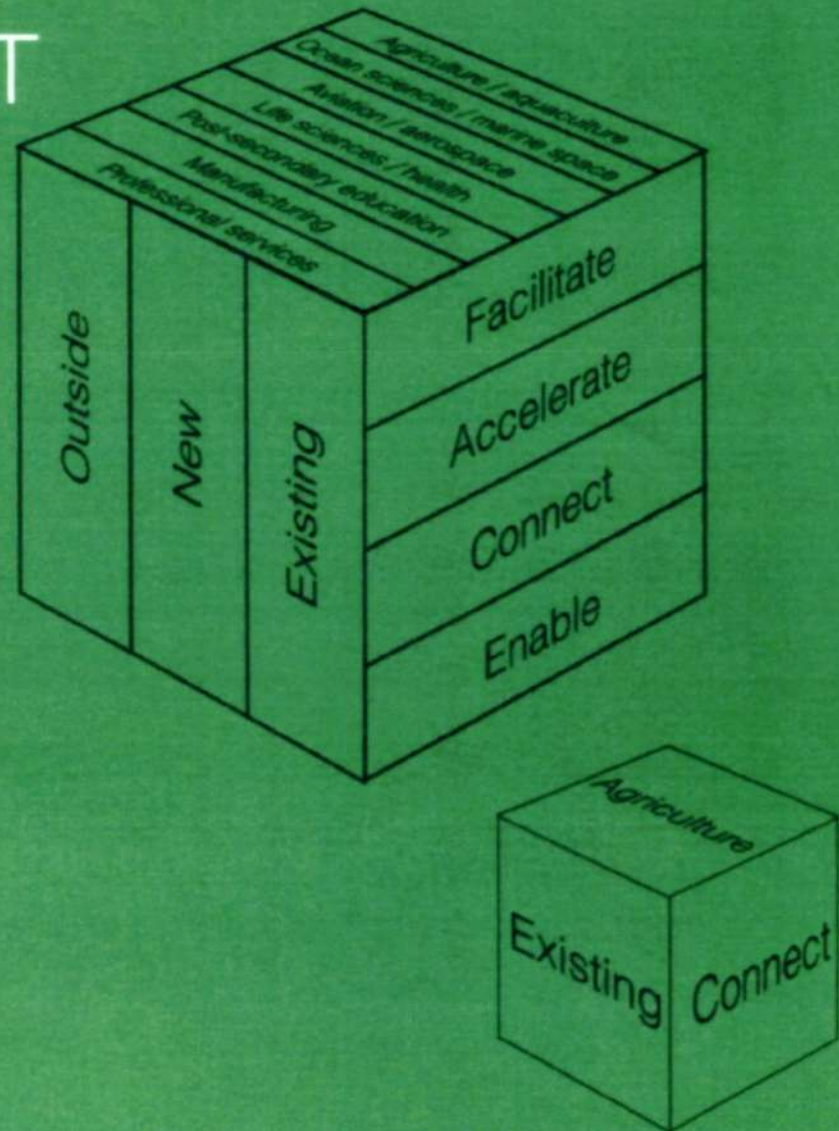 T
Agriculture / aquaculture
Ocean sciences / marine space
Aviation / aerospace
Life sciences / health
Post-secondary education
Manufacturing
Professional services
Outside
New
Existing
Facilitate
Accelerate
Connect
Enable
Agriculture
Existing
Connect